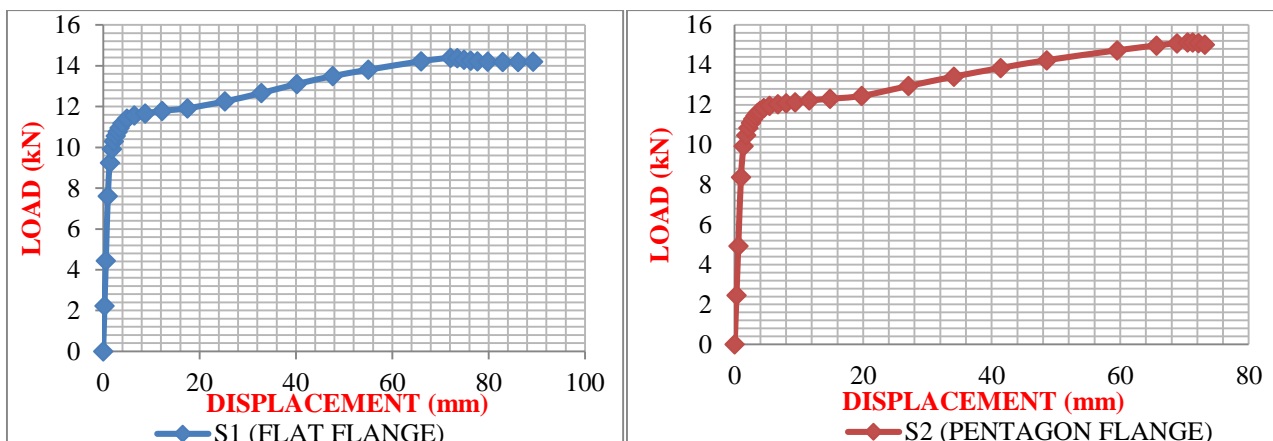 16
14
12
10
8
6
4
2
0
LOAD (kN)
0 20 40 60 80 100
DISPLACEMENT (mm)
S1 (FLAT FLANGE)
16
14
12
10
8
6
4
2
0
LOAD (kN)
0 20 40 60 80
DISPLACEMENT (mm)
S2 (PENTAGON FLANGE)